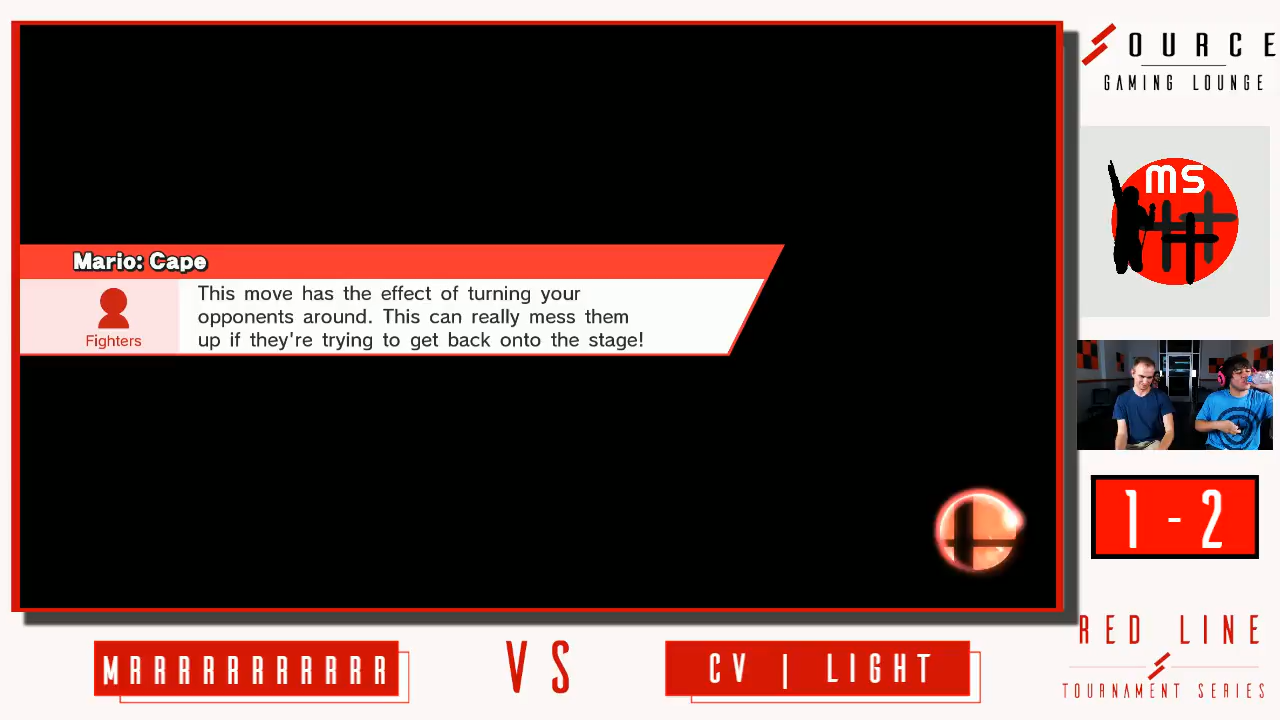 SOURCE
GAMING LOUNGE
MS
Mario: Cape
Fighters
This move has the effect of turning your
opponents around. This can really mess them
up if they're trying to get back onto the stage!
1 - 2
RED LINE
TOURNAMENT SERIES
MRRRRRRRRRRR
VS
CV | LIGHT